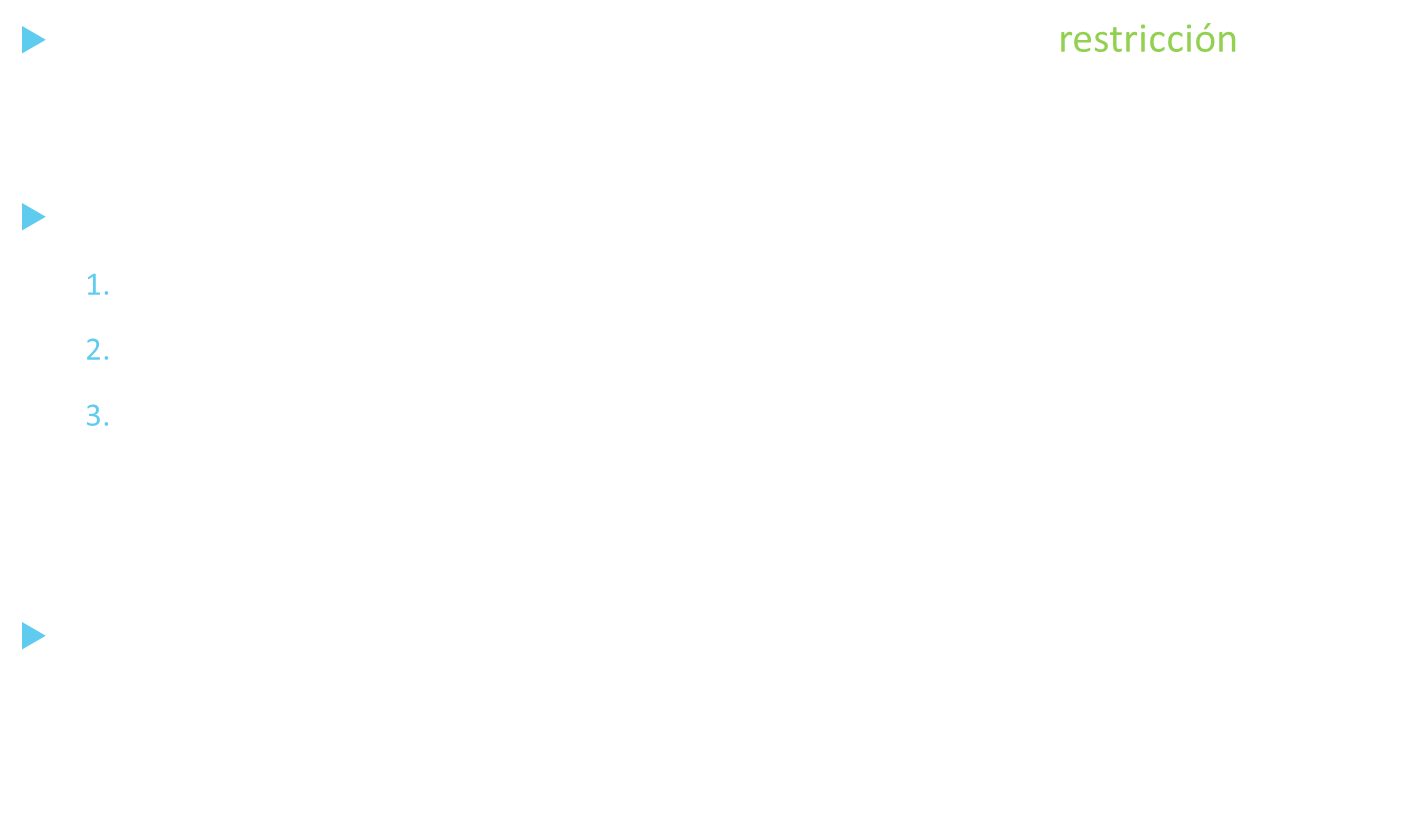 restricción
1.
2.
3.